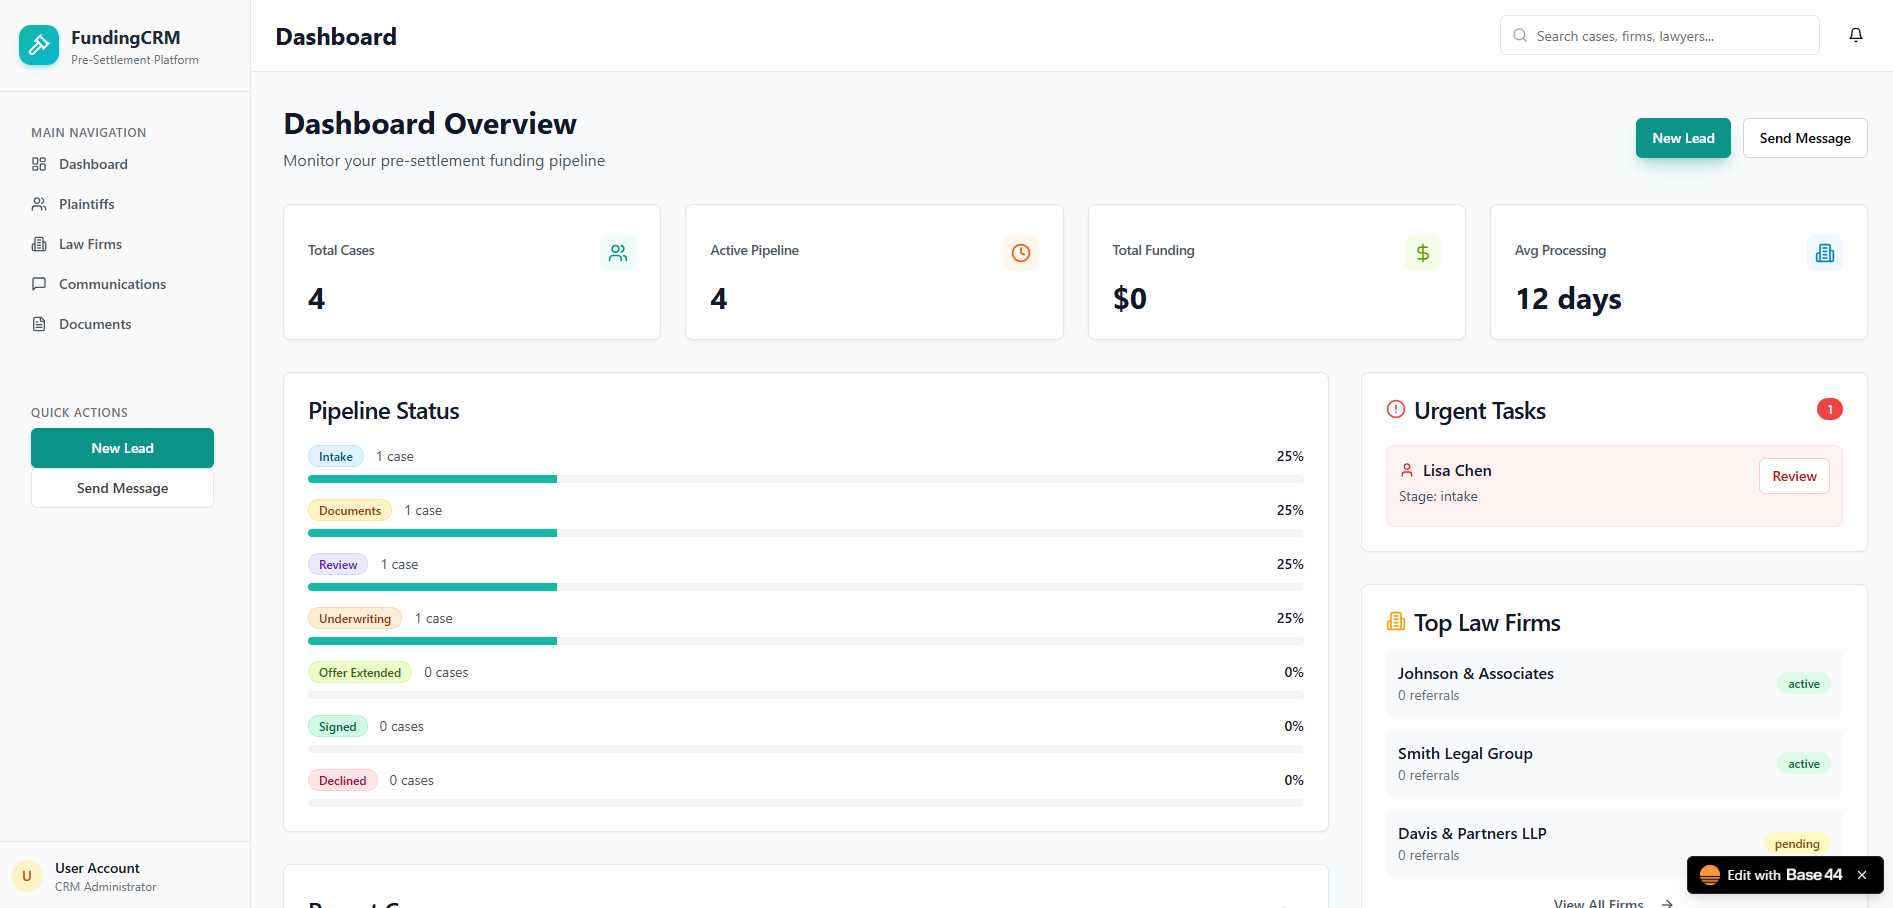 FundingCRM
Pre-Settlement Platform
MAIN NAVIGATION
Dashboard
Plaintiffs
Law Firms
Communications
Documents
QUICK ACTIONS
New Lead
Send Message
U
User Account
CRM Administrator
Dashboard
Search cases, firms, lawyers...
Dashboard Overview
Monitor your pre-settlement funding pipeline
New Lead
Send Message
Total Cases
4
Active Pipeline
4
Total Funding
$0
Avg Processing
12 days
Pipeline Status
Intake 1 case 25%
Documents 1 case 25%
Review 1 case 25%
Underwriting 1 case 25%
Offer Extended 0 cases 0%
Signed 0 cases 0%
Declined 0 cases 0%
Urgent Tasks 1
Lisa Chen
Stage: intake
Review
Top Law Firms
Johnson & Associates
0 referrals
active
Smith Legal Group
0 referrals
active
Davis & Partners LLP
0 referrals
pending
View All Firms
Edit with Base44